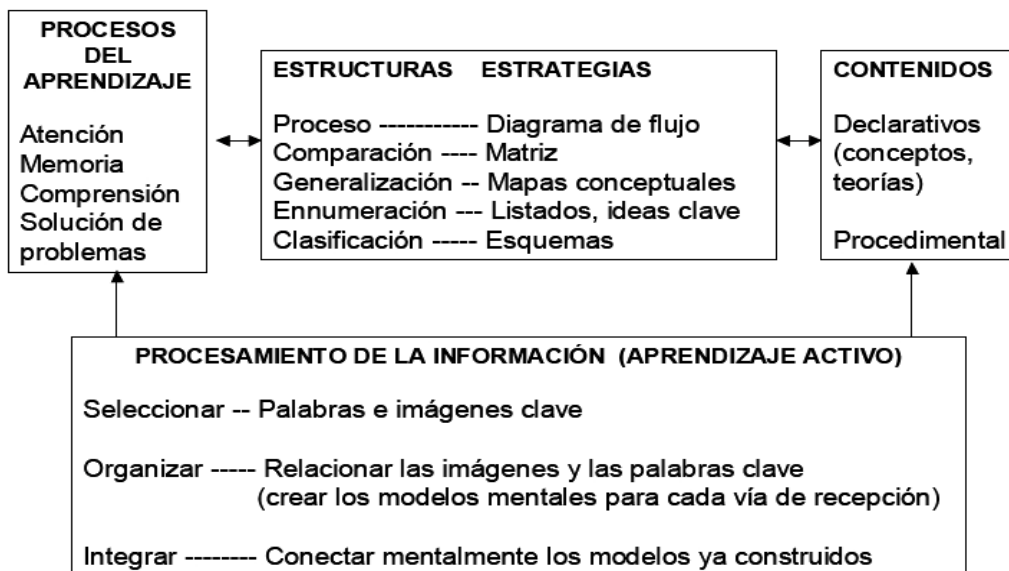 PROCESOS
DEL
APRENDIZAJE
Atención
Memoria
Comprensión
Solución de
problemas
ESTRUCTURAS ESTRATEGIAS
Proceso ----------- Diagrama de flujo
Comparación ---- Matriz
Generalización -- Mapas conceptuales
Ennumeración --- Listados, ideas clave
Clasificación ----- Esquemas
CONTENIDOS
Declarativos
(conceptos,
teorías)
Procedimental
PROCESAMIENTO DE LA INFORMACIÓN (APRENDIZAJE ACTIVO)
Seleccionar -- Palabras e imágenes clave
Organizar ----- Relacionar las imágenes y las palabras clave
(crear los modelos mentales para cada vía de recepción)
Integrar -------- Conectar mentalmente los modelos ya construidos